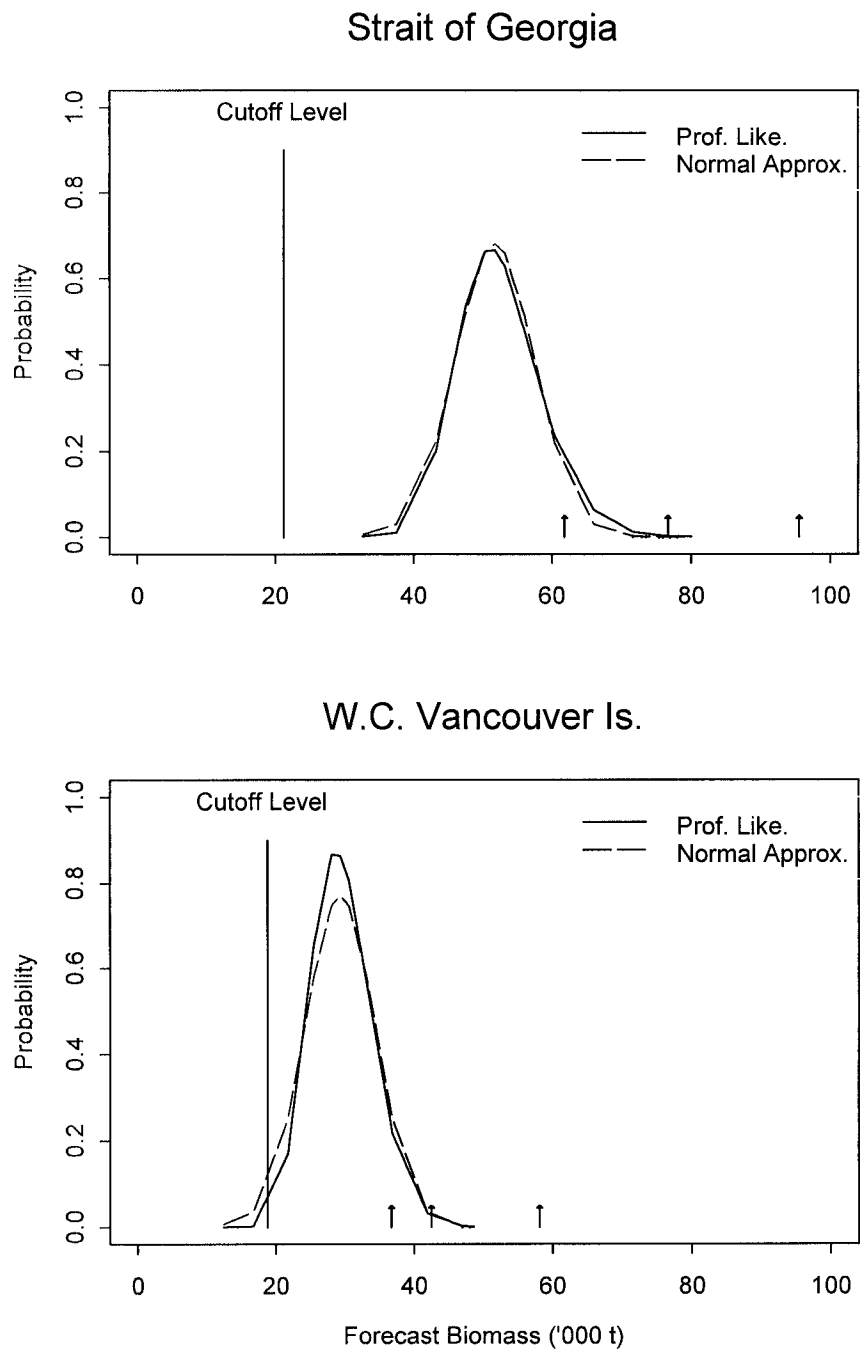 Strait of Georgia
Cutoff Level
Prof. Like.
Normal Approx.
Probability
1.0
0.8
0.6
0.4
0.2
0.0
0 20 40 60 80 100
W.C. Vancouver Is.
Cutoff Level
Prof. Like.
Normal Approx.
Probability
1.0
0.8
0.6
0.4
0.2
0.0
0 20 40 60 80 100
Forecast Biomass ('000 t)